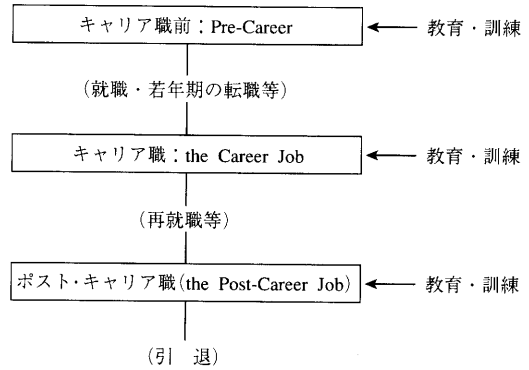 キャリア職前：Pre-Career
教育・訓練
（就職・若年期の転職等）
キャリア職：the Career Job
教育・訓練
（再就職等）
ポスト・キャリア職(the Post-Career Job)
教育・訓練
（引　退）